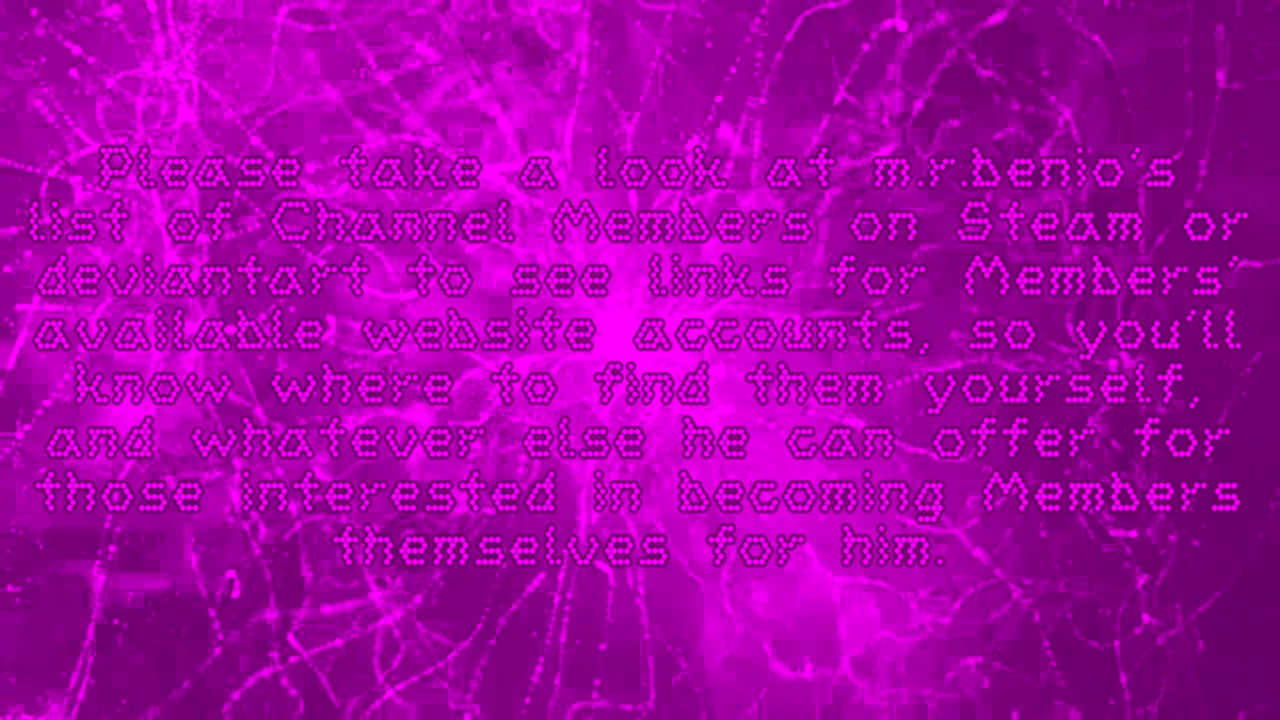 Please take a look at m.r.benio's
list of Channel Members on Steam or
deviantart to see links for Members'
available website accounts, so you'll
know where to find them yourself,
and whatever else he can offer for
those interested in becoming Members
themselves for him.